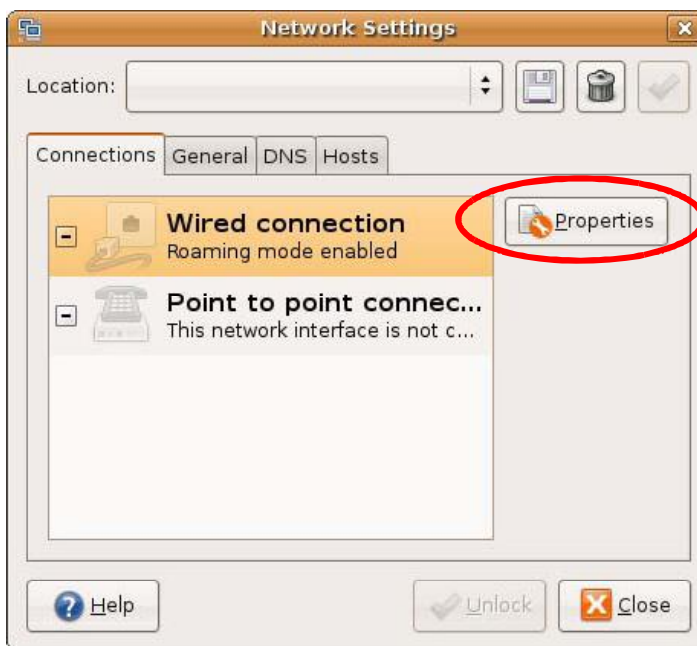 Network Settings
Location:
Connections General DNS Hosts
Wired connection
Roaming mode enabled
Properties
Point to point connec...
This network interface is not c...
Help Unlock Close